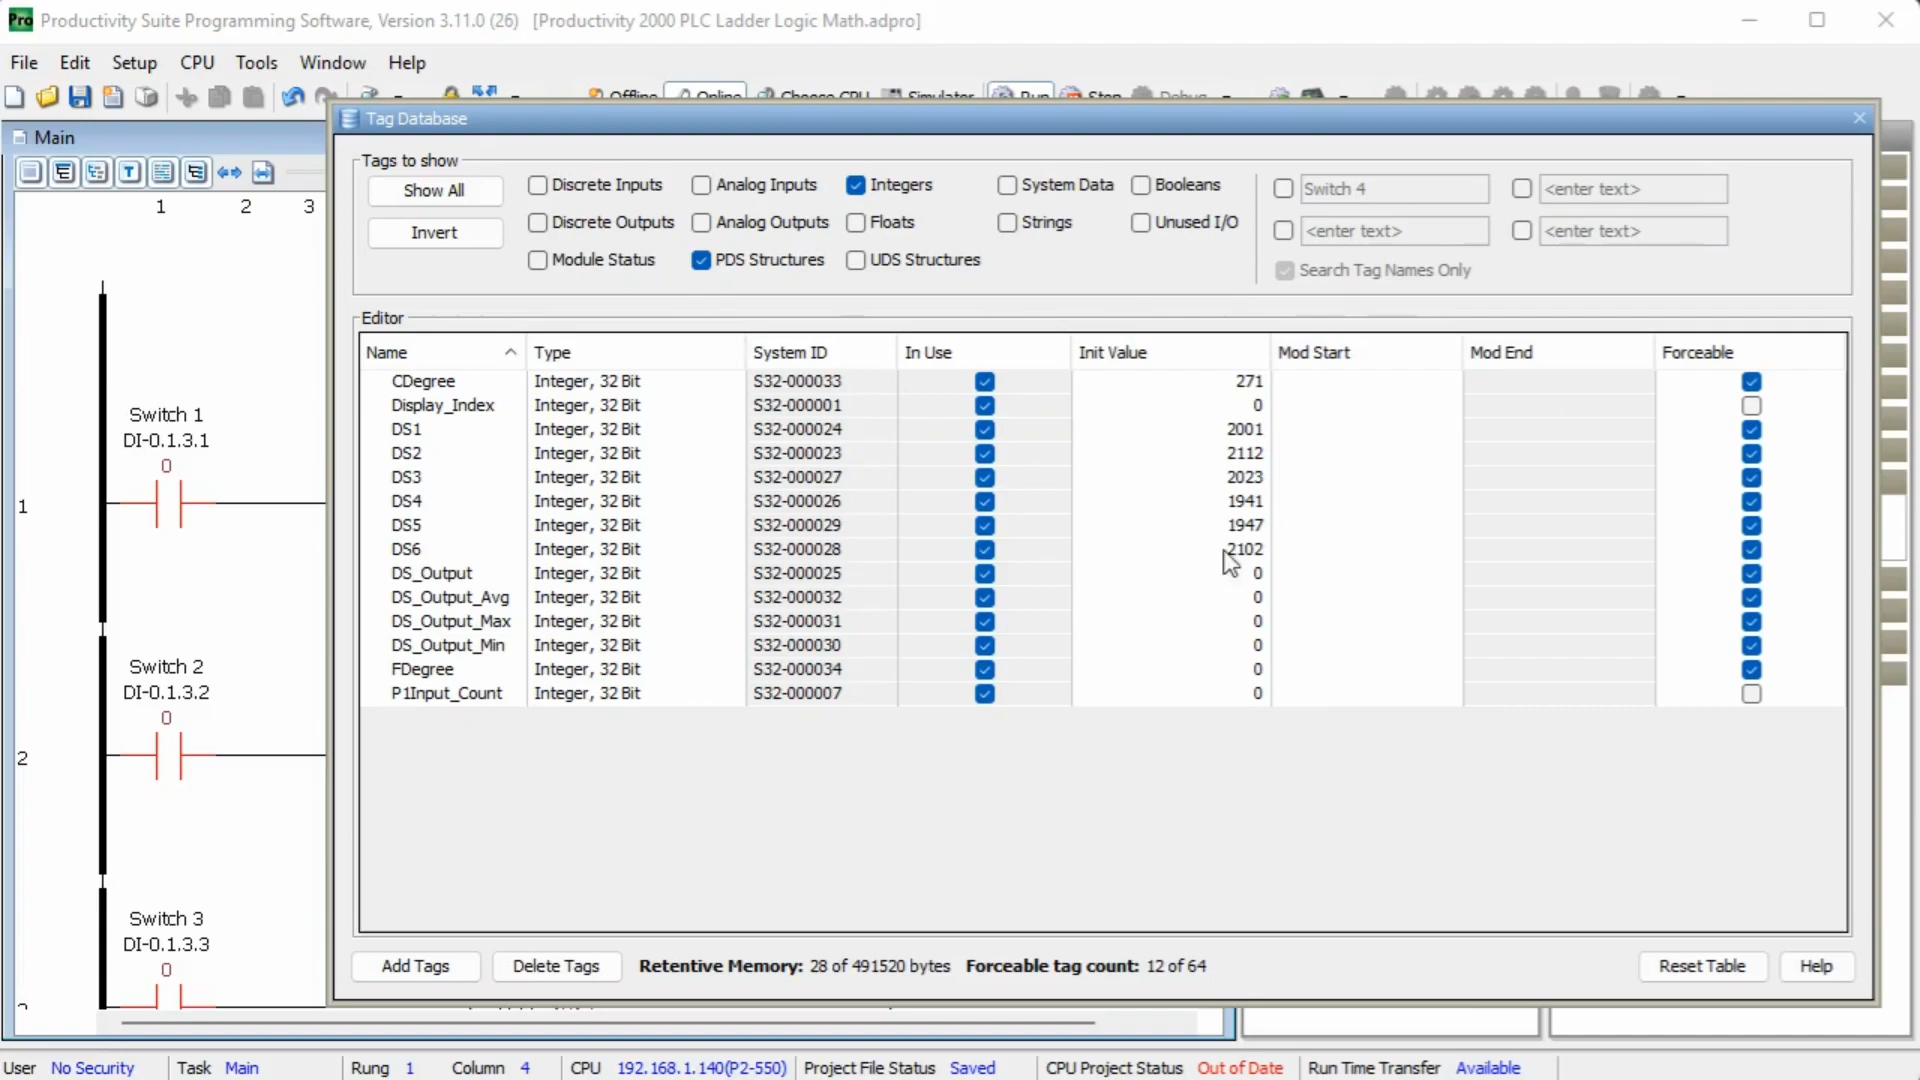 Pro Productivity Suite Programming Software, Version 3.11.0 (26) [Productivity 2000 PLC Ladder Logic Math.adpro]
File Edit Setup CPU Tools Window Help
Offline Online Choose CPU Simulator Run Stop Debug
Main
1 2 3
Switch 1
DI-0.1.3.1
0
1
Switch 2
DI-0.1.3.2
0
2
Switch 3
DI-0.1.3.3
0
Tag Database
Tags to show
Show All Discrete Inputs Analog Inputs Integers System Data Booleans Switch 4 <enter text>
Invert Discrete Outputs Analog Outputs Floats Strings Unused I/O <enter text> <enter text>
Module Status PDS Structures UDS Structures Search Tag Names Only
Editor
Name Type System ID In Use Init Value Mod Start Mod End Forceable
CDegree Integer, 32 Bit S32-000033 271
Display_Index Integer, 32 Bit S32-000001 0
DS1 Integer, 32 Bit S32-000024 2001
DS2 Integer, 32 Bit S32-000023 2112
DS3 Integer, 32 Bit S32-000027 2023
DS4 Integer, 32 Bit S32-000026 1941
DS5 Integer, 32 Bit S32-000029 1947
DS6 Integer, 32 Bit S32-000028 2102
DS_Output Integer, 32 Bit S32-000025 0
DS_Output_Avg Integer, 32 Bit S32-000032 0
DS_Output_Max Integer, 32 Bit S32-000031 0
DS_Output_Min Integer, 32 Bit S32-000030 0
FDegree Integer, 32 Bit S32-000034 0
P1Input_Count Integer, 32 Bit S32-000007 0
Add Tags Delete Tags Retentive Memory: 28 of 491520 bytes Forceable tag count: 12 of 64 Reset Table Help
User No Security Task Main Rung 1 Column 4 CPU 192.168.1.140(P2-550) Project File Status Saved CPU Project Status Out of Date Run Time Transfer Available